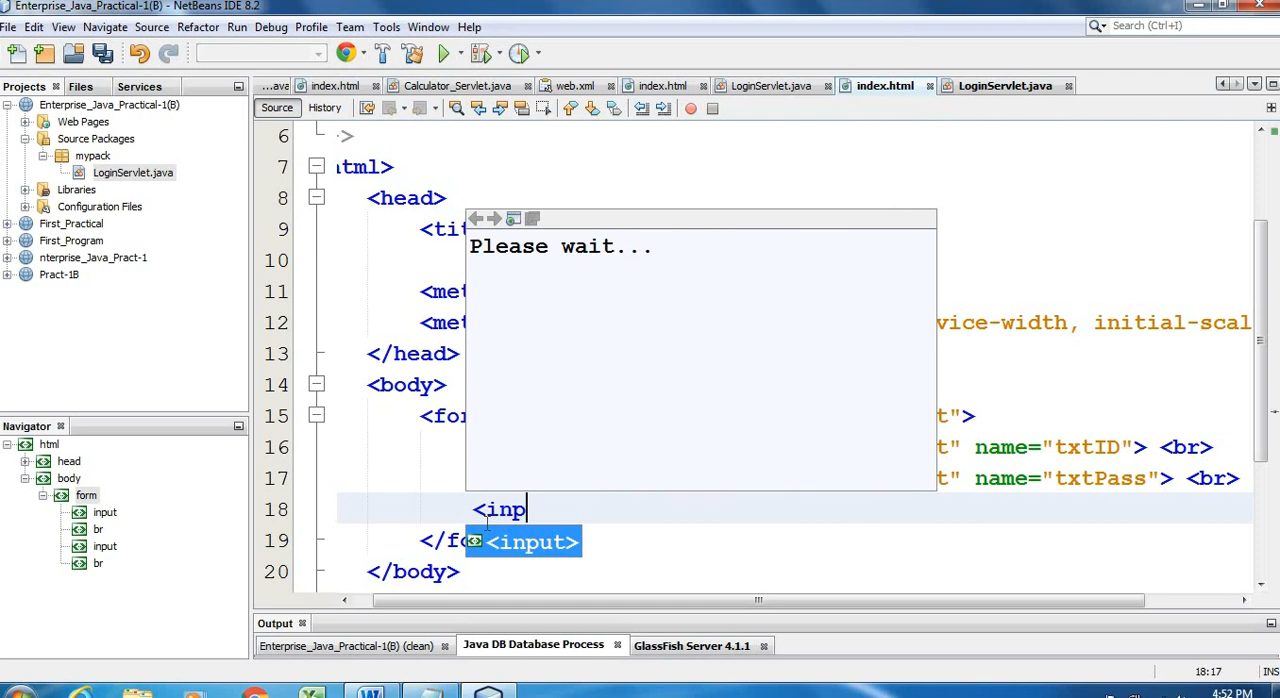 Enterprise_Java_Practical-1(B) - NetBeans IDE 8.2
File Edit View Navigate Source Refactor Run Debug Profile Team Tools Window Help
Search (Ctrl+I)
Projects Files Services
...ava index.html Calculator_Servlet.java web.xml index.html LoginServlet.java index.html LoginServlet.java
Source History
Enterprise_Java_Practical-1(B)
Web Pages
Source Packages
mypack
LoginServlet.java
Libraries
Configuration Files
First_Practical
First_Program
nterprise_Java_Pract-1
Pract-1B
Navigator
html
head
body
form
input
br
input
br
6 >
7 html>
8 <head>
9 <tit
10
11 <met
12 <met vice-width, initial-scal
13 </head>
14 <body>
15 <for t">
16 t" name="txtID"> <br>
17 t" name="txtPass"> <br>
18 <inp
19 </fo
20 </body>
Please wait...
<input>
Output
Enterprise_Java_Practical-1(B) (clean) Java DB Database Process GlassFish Server 4.1.1
18:17 INS
4:52 PM